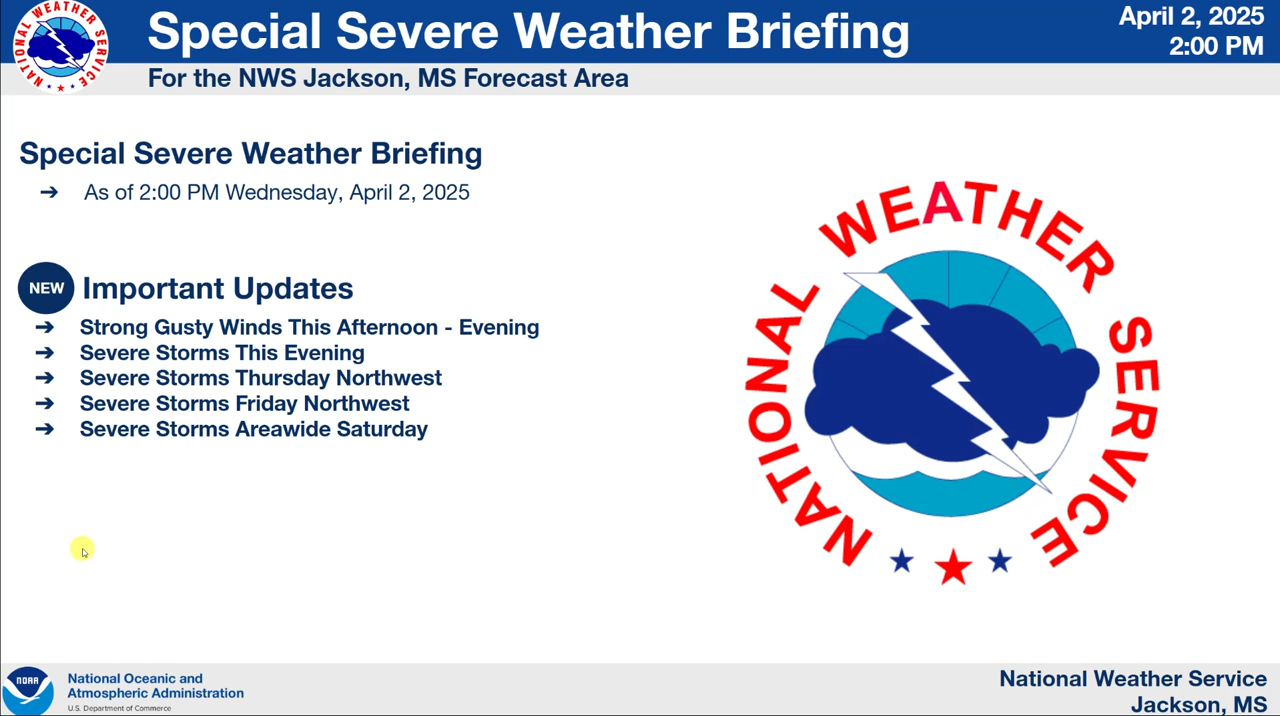 NATIONAL WEATHER SERVICE
Special Severe Weather Briefing
April 2, 2025
2:00 PM
For the NWS Jackson, MS Forecast Area
Special Severe Weather Briefing
➔ As of 2:00 PM Wednesday, April 2, 2025
NEW Important Updates
➔ Strong Gusty Winds This Afternoon - Evening
➔ Severe Storms This Evening
➔ Severe Storms Thursday Northwest
➔ Severe Storms Friday Northwest
➔ Severe Storms Areawide Saturday
NATIONAL WEATHER SERVICE
NOAA
National Oceanic and
Atmospheric Administration
U.S. Department of Commerce
National Weather Service
Jackson, MS